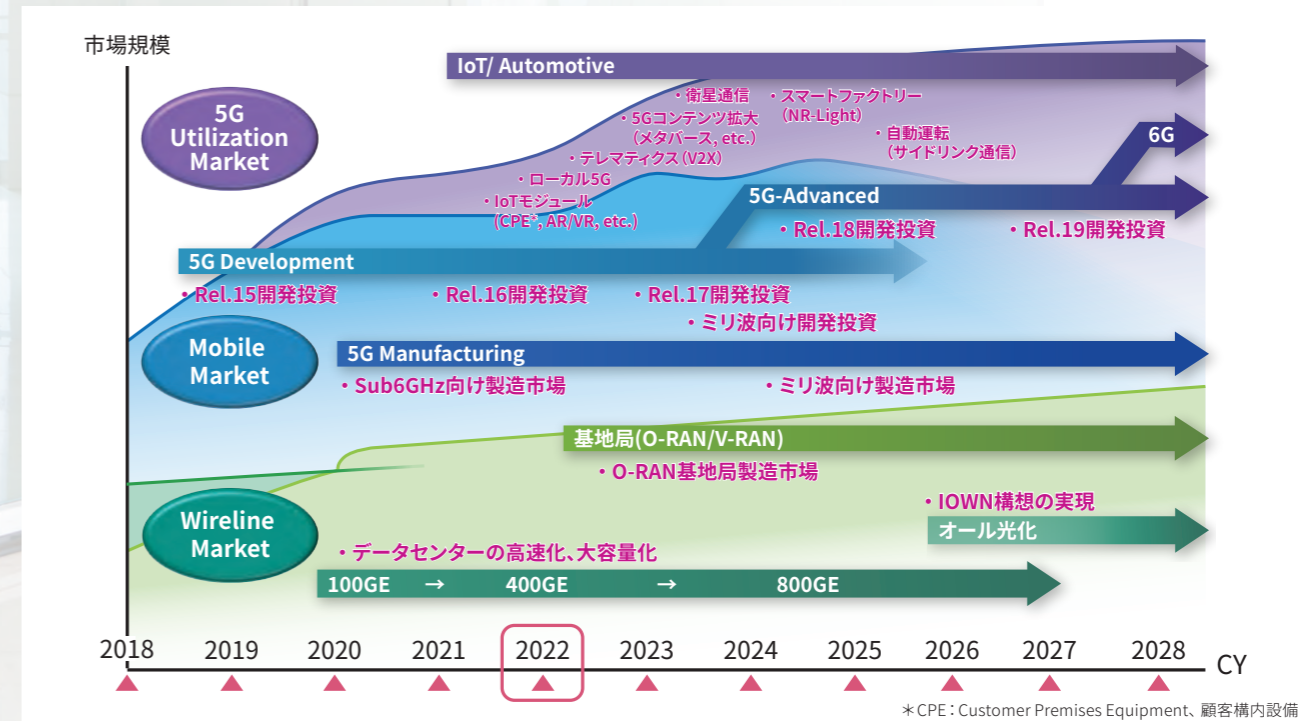 市場規模
IoT/ Automotive
5G
Utilization
Market
・衛星通信
・スマートファクトリー
(NR-Light)
・5Gコンテンツ拡大
(メタバース, etc.)
・自動運転
(サイドリンク通信)
6G
・テレマティクス(V2X)
・ローカル5G
・IoTモジュール
(CPE*, AR/VR, etc.)
5G-Advanced
・Rel.18開発投資
・Rel.19開発投資
5G Development
・Rel.15開発投資
・Rel.16開発投資
・Rel.17開発投資
・ミリ波向け開発投資
Mobile
Market
5G Manufacturing
・Sub6GHz向け製造市場
・ミリ波向け製造市場
基地局(O-RAN/V-RAN)
・O-RAN基地局製造市場
Wireline
Market
・IOWN構想の実現
オール光化
・データセンターの高速化、大容量化
100GE → 400GE → 800GE
2018 2019 2020 2021 2022 2023 2024 2025 2026 2027 2028 CY
*CPE：Customer Premises Equipment、顧客構内設備